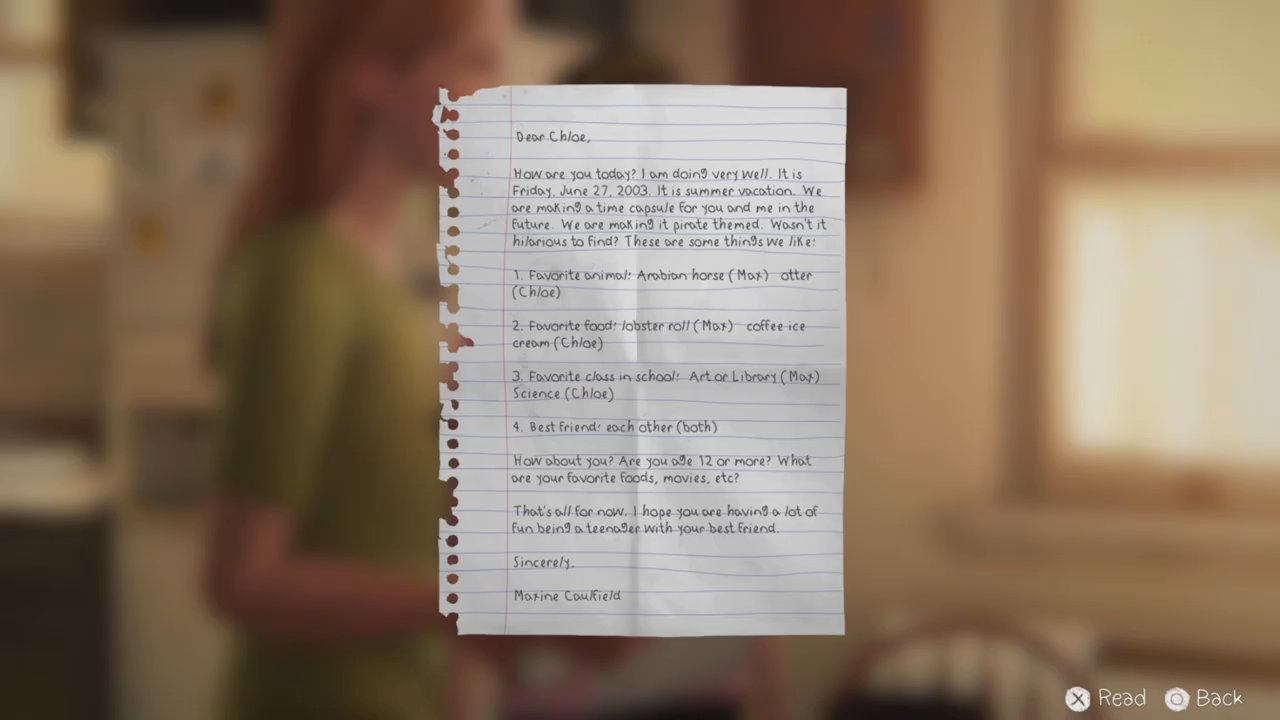 Dear Chloe,
How are you today? I am doing very well. It is
Friday, June 27, 2003. It is summer vacation. We
are making a time capsule for you and me in the
future. We are making it pirate themed. Wasn't it
hilarious to find? These are some things we like:
1. Favorite animal: Arabian horse (Max) otter
(Chloe)
2. Favorite food: lobster roll (Max) coffee ice
cream (Chloe)
3. Favorite class in school: Art or Library (Max)
Science (Chloe)
4. Best friend: each other (both)
How about you? Are you age 12 or more? What
are your favorite foods, movies, etc?
That's all for now. I hope you are having a lot of
fun being a teenager with your best friend.
Sincerely,
Maxine Caulfield
Read Back